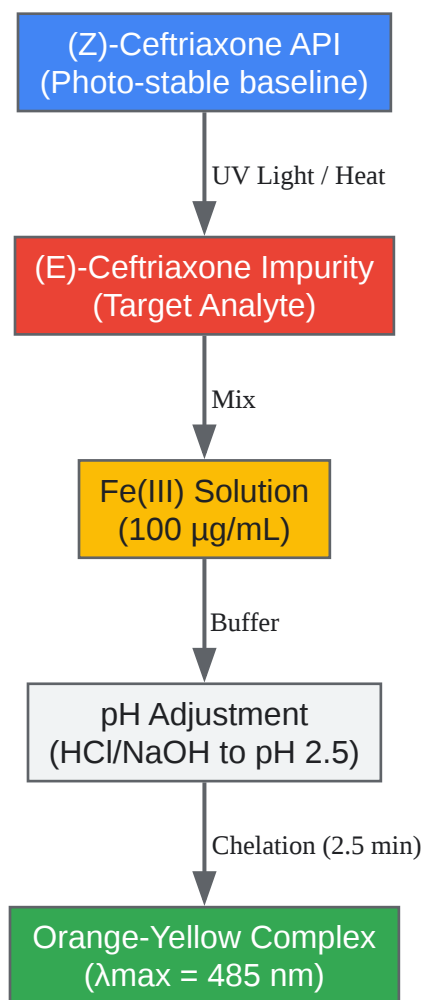 (Z)-Ceftriaxone API
(Photo-stable baseline)
UV Light / Heat
(E)-Ceftriaxone Impurity
(Target Analyte)
Mix
Fe(III) Solution
(100 µg/mL)
Buffer
pH Adjustment
(HCl/NaOH to pH 2.5)
Chelation (2.5 min)
Orange-Yellow Complex
(λmax = 485 nm)